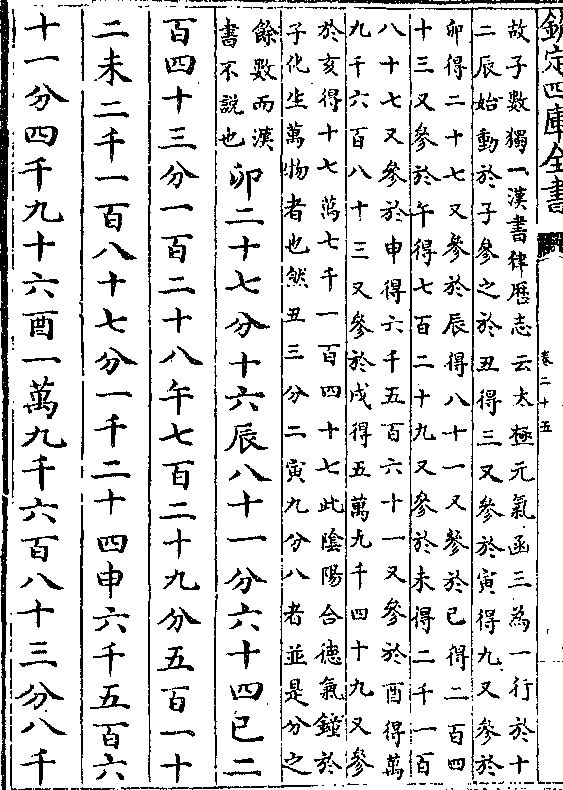 欽定四庫全書
卷二十五
故子數獨一漢書律歷志云太極元氣函三為一行於十
二辰始動於子參之於丑得三又參於寅得九又參於
卯得二十七又參於辰得八十一又參於巳得二百四
十三又參於午得七百二十九又參於未得二千一百
八十七又參於申得六千五百六十一又參於酉得萬
九千六百八十三又參於戌得五萬九千四十九又參
於亥得十七萬七千一百四十七此陰陽合德氣鐘於
子化生萬物者也然丑三分二寅九分八者並是分之
餘數而漢
書不說也
卯二十七分十六辰八十一分六十四巳二
百四十三分一百二十八午七百二十九分五百一十
二未二千一百八十七分一千二十四申六千五百六
十一分四千九十六酉一萬九千六百八十三分八千